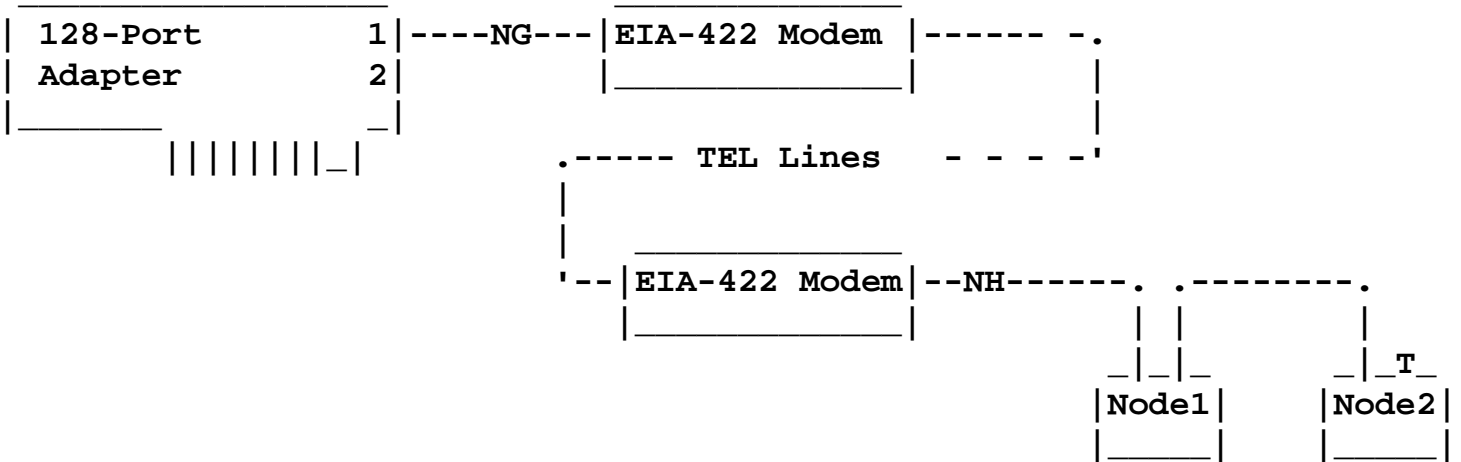 128-Port 1 NG EIA-422 Modem
Adapter 2
TEL Lines
EIA-422 Modem NH
T
Node1 Node2